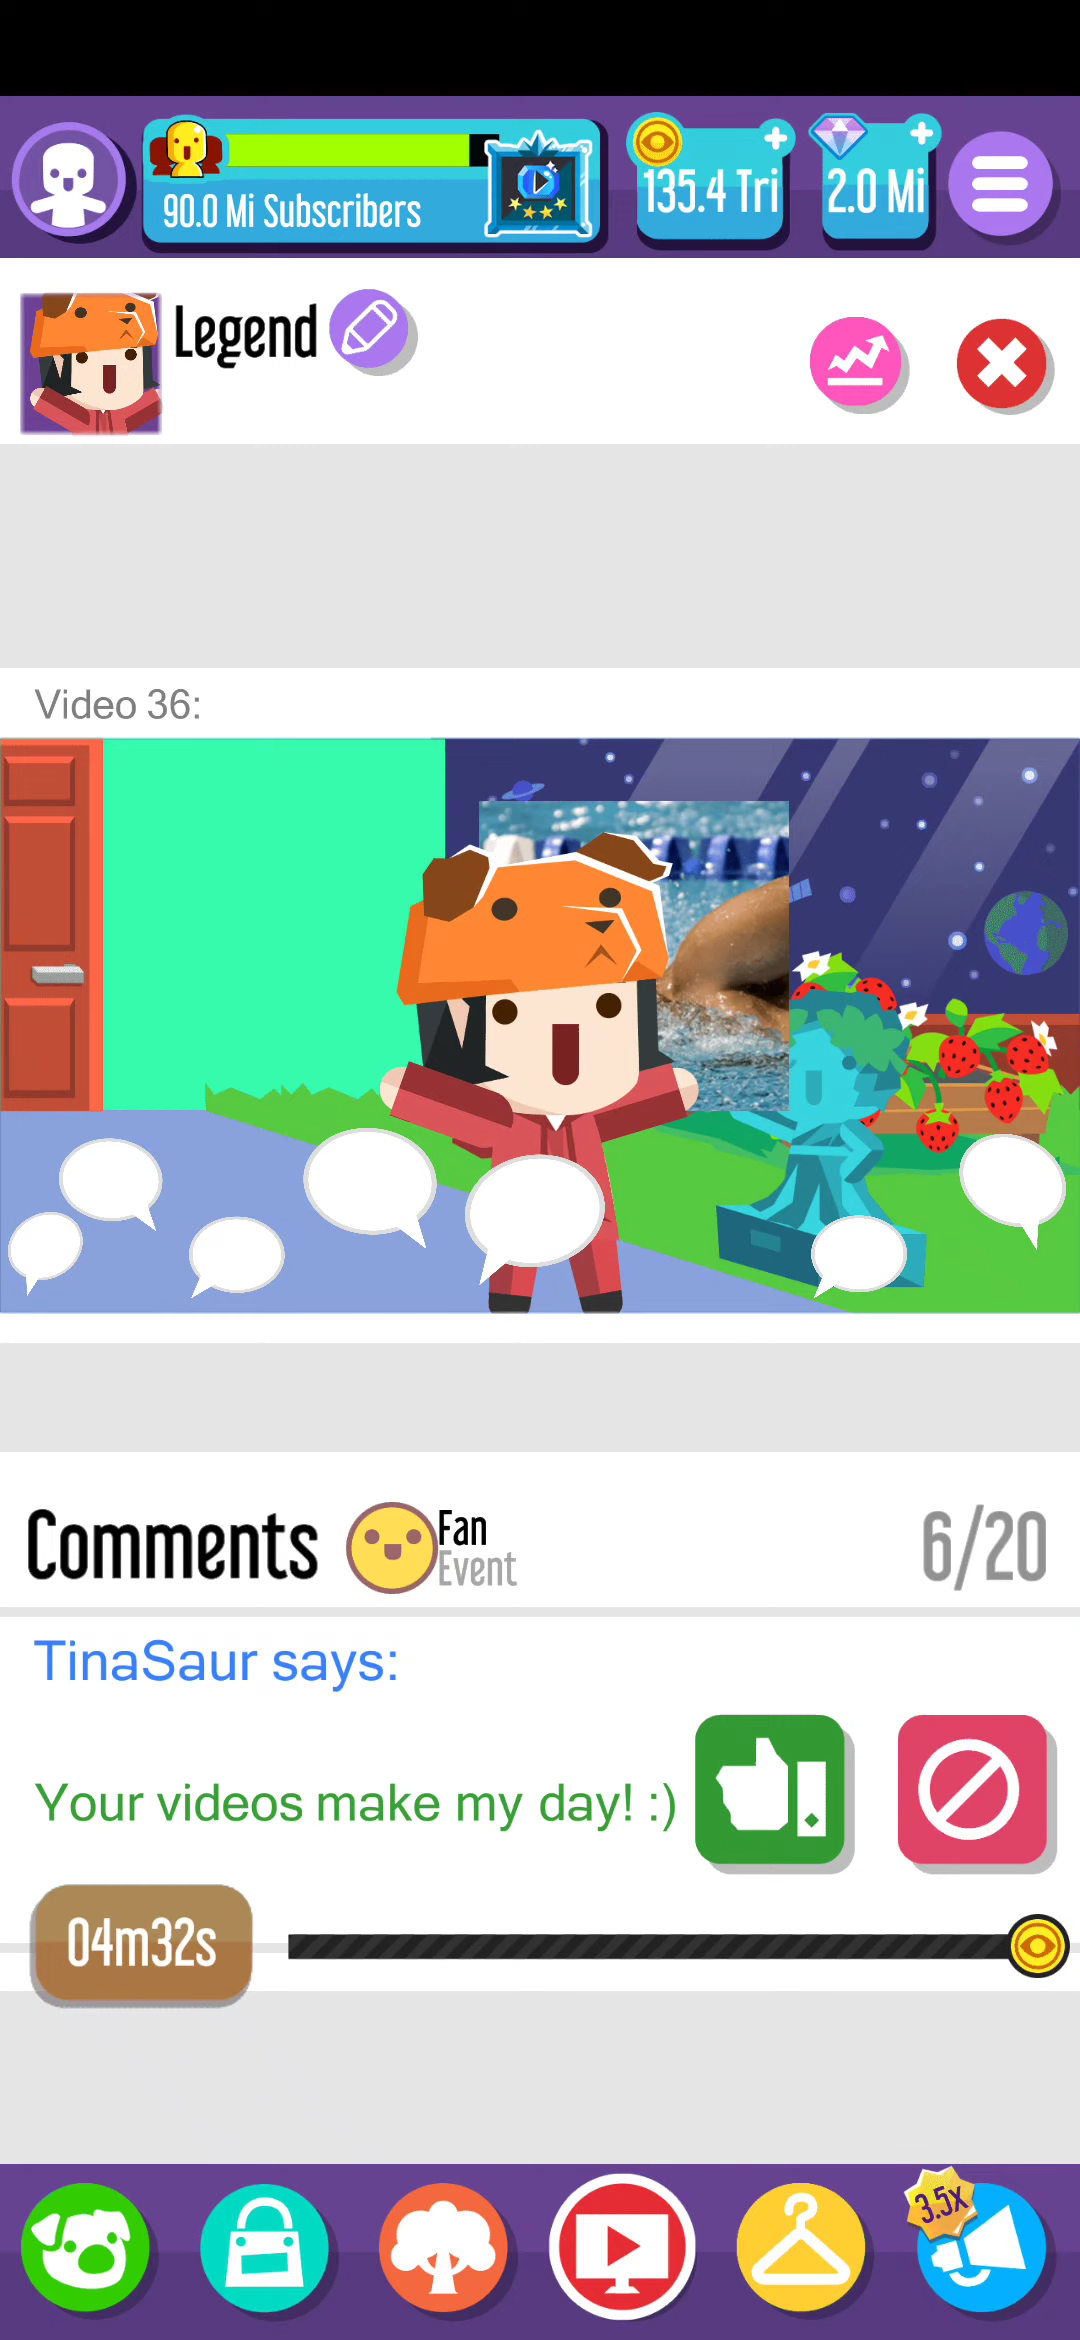 90.0 Mi Subscribers
135.4 Tri
2.0 Mi
Legend
Video 36:
Comments
Fan
Event
6/20
TinaSaur says:
Your videos make my day! :)
04m32s
3.5x